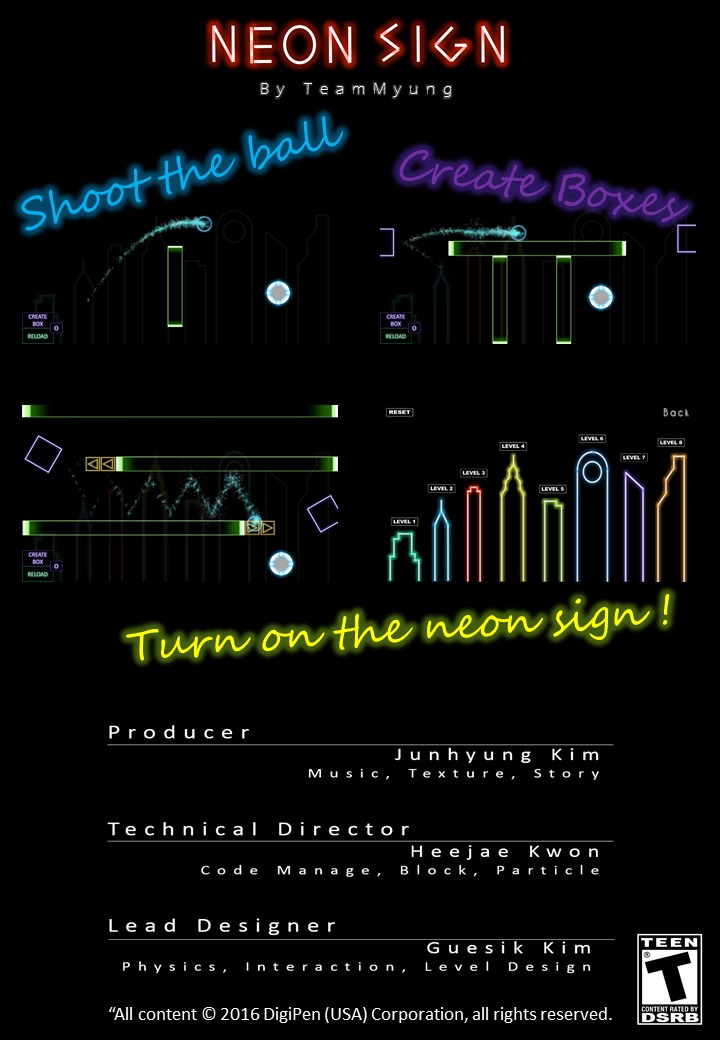 NEON SIGN
By TeamMyung
Shoot the ball
Create Boxes
CREATE
BOX
0
RELOAD
CREATE
BOX
0
RELOAD
CREATE
BOX
0
RELOAD
RESET
Back
LEVEL 1
LEVEL 2
LEVEL 3
LEVEL 4
LEVEL 5
LEVEL 6
LEVEL 7
LEVEL 8
Turn on the neon sign !
Producer
Junhyung Kim
Music, Texture, Story
Technical Director
Heejae Kwon
Code Manage, Block, Particle
Lead Designer
Guesik Kim
Physics, Interaction, Level Design
TEEN
T
®
CONTENT RATED BY
DSRB
“All content © 2016 DigiPen (USA) Corporation, all rights reserved.